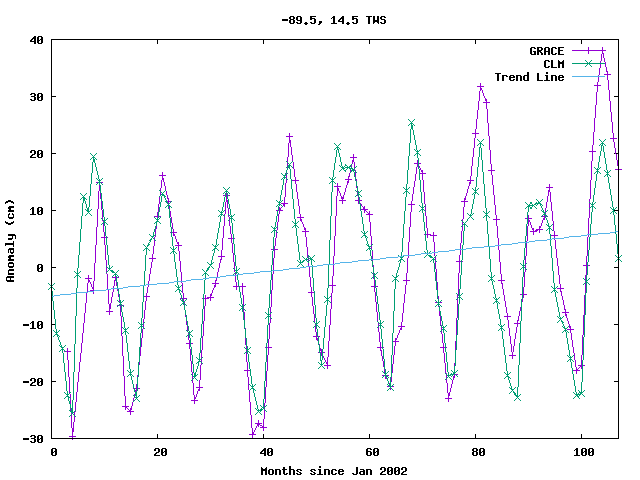 -89.5, 14.5 TWS
GRACE
CLM
Trend Line
40
30
20
10
0
-10
-20
-30
Anomaly (cm)
0 20 40 60 80 100
Months since Jan 2002